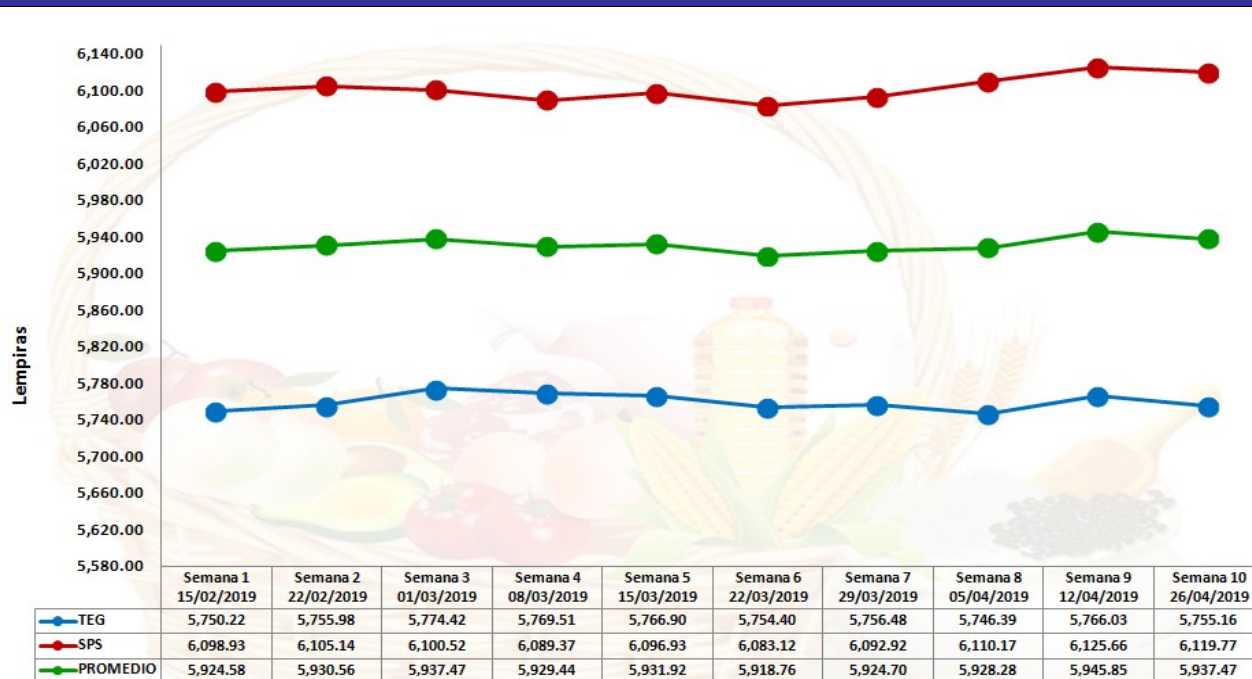 6,140.00
6,100.00
6,060.00
6,020.00
5,980.00
5,940.00
5,900.00
5,860.00
5,820.00
5,780.00
5,740.00
5,700.00
5,660.00
5,620.00
5,580.00
Lempiras
Semana 1 Semana 2 Semana 3 Semana 4 Semana 5 Semana 6 Semana 7 Semana 8 Semana 9 Semana 10
15/02/2019 22/02/2019 01/03/2019 08/03/2019 15/03/2019 22/03/2019 29/03/2019 05/04/2019 12/04/2019 26/04/2019
TEG 5,750.22 5,755.98 5,774.42 5,769.51 5,766.90 5,754.40 5,756.48 5,746.39 5,766.03 5,755.16
SPS 6,098.93 6,105.14 6,100.52 6,089.37 6,096.93 6,083.12 6,092.92 6,110.17 6,125.66 6,119.77
PROMEDIO 5,924.58 5,930.56 5,937.47 5,929.44 5,931.92 5,918.76 5,924.70 5,928.28 5,945.85 5,937.47